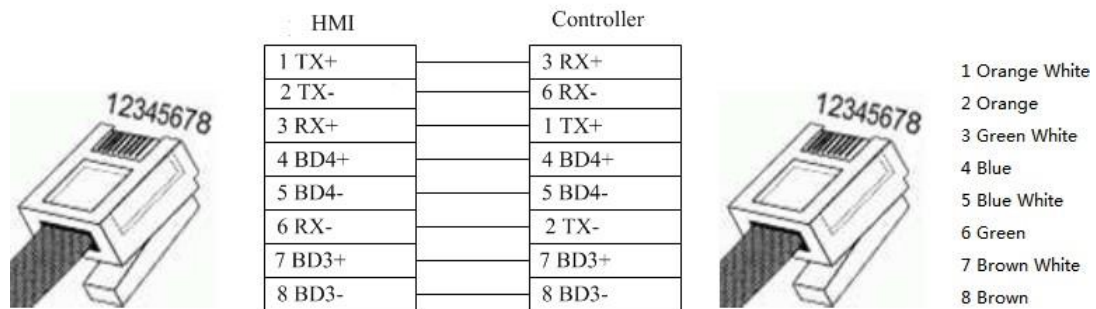 HMI
Controller
1 TX+
3 RX+
2 TX-
6 RX-
3 RX+
1 TX+
4 BD4+
4 BD4+
5 BD4-
5 BD4-
6 RX-
2 TX-
7 BD3+
7 BD3+
8 BD3-
8 BD3-
12345678
12345678
1 Orange White
2 Orange
3 Green White
4 Blue
5 Blue White
6 Green
7 Brown White
8 Brown